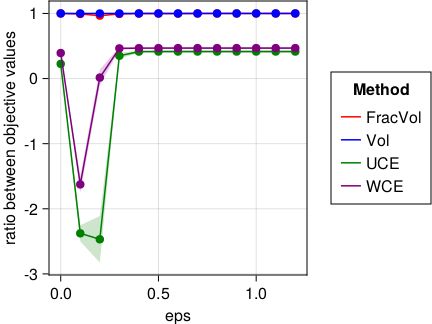 1
0
-1
-2
-3
ratio between objective values
0.0
0.5
1.0
eps
Method
FracVol
Vol
UCE
WCE